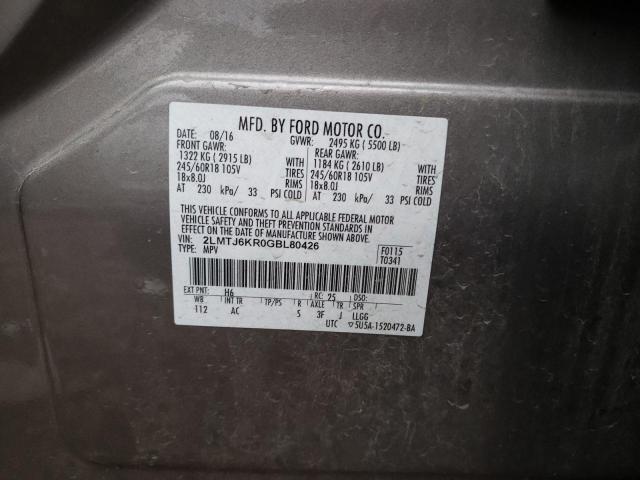 MFD. BY FORD MOTOR CO.
DATE: 08/16 GVWR: 2495 KG ( 5500 LB)
FRONT GAWR: REAR GAWR:
1322 KG ( 2915 LB) WITH 1184 KG ( 2610 LB) WITH
245/60R18 105V TIRES 245/60R18 105V TIRES
18x8.0J RIMS 18x8.0J RIMS
AT 230 kPa/ 33 PSI COLD AT 230 kPa/ 33 PSI COLD
THIS VEHICLE CONFORMS TO ALL APPLICABLE FEDERAL MOTOR
VEHICLE SAFETY AND THEFT PREVENTION STANDARDS IN
EFFECT ON THE DATE OF MANUFACTURE SHOWN ABOVE.
VIN: 2LMTJ6KR0GBL80426 F0115
TYPE: MPV T0341
EXT PNT: H6 RC: 25 DSO:
WB INT TR TP/PS R AXLE TR SPR
112 AC 5 3F J LLGG
UTC ▽5U5A-1520472-BA